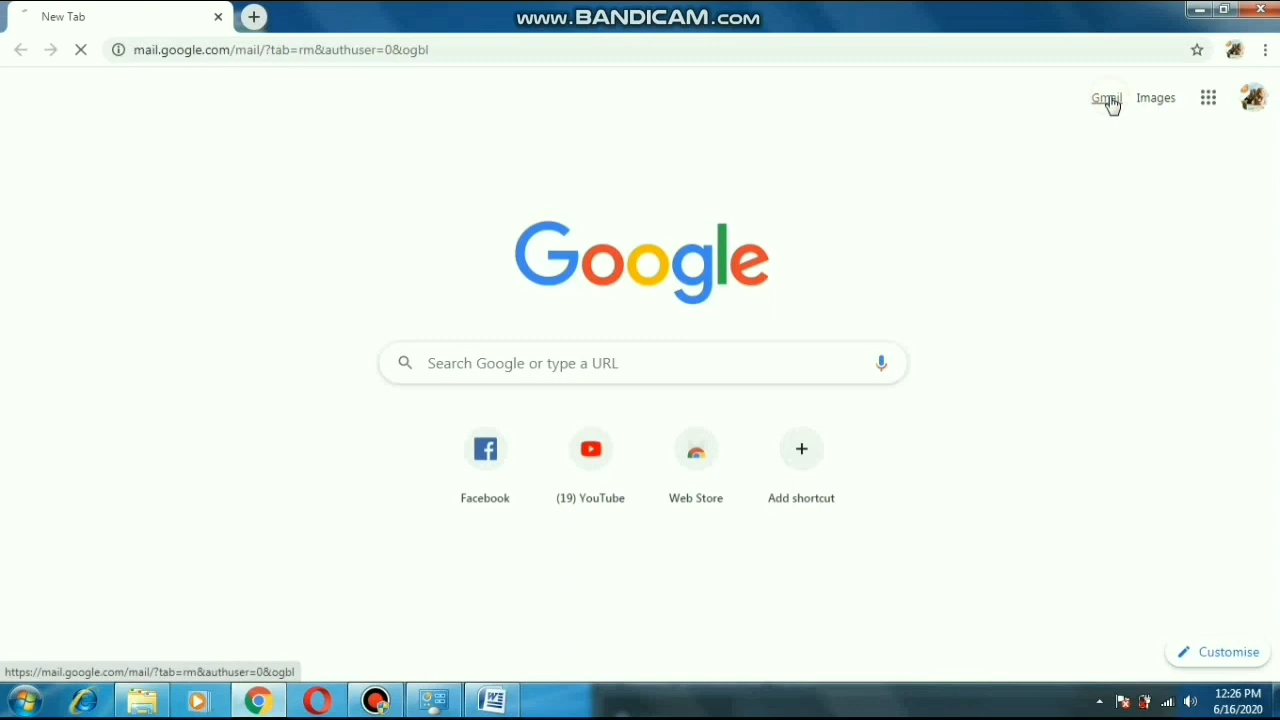 New Tab
www.BANDICAM.com
mail.google.com/mail/?tab=rm&authuser=0&ogbl
Gmail
Images
Google
Search Google or type a URL
Facebook
(19) YouTube
Web Store
Add shortcut
Customise
https://mail.google.com/mail/?tab=rm&authuser=0&ogbl
12:26 PM
6/16/2020